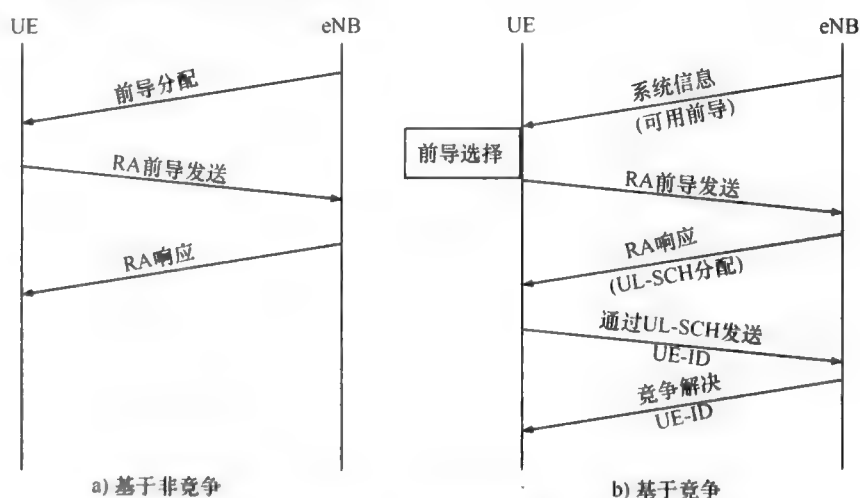 UE
eNB
前导分配
RA前导发送
RA响应
a) 基于非竞争
UE
eNB
系统信息
(可用前导)
前导选择
RA前导发送
RA响应
(UL-SCH分配)
通过UL-SCH发送
UE-ID
竞争解决
UE-ID
b) 基于竞争